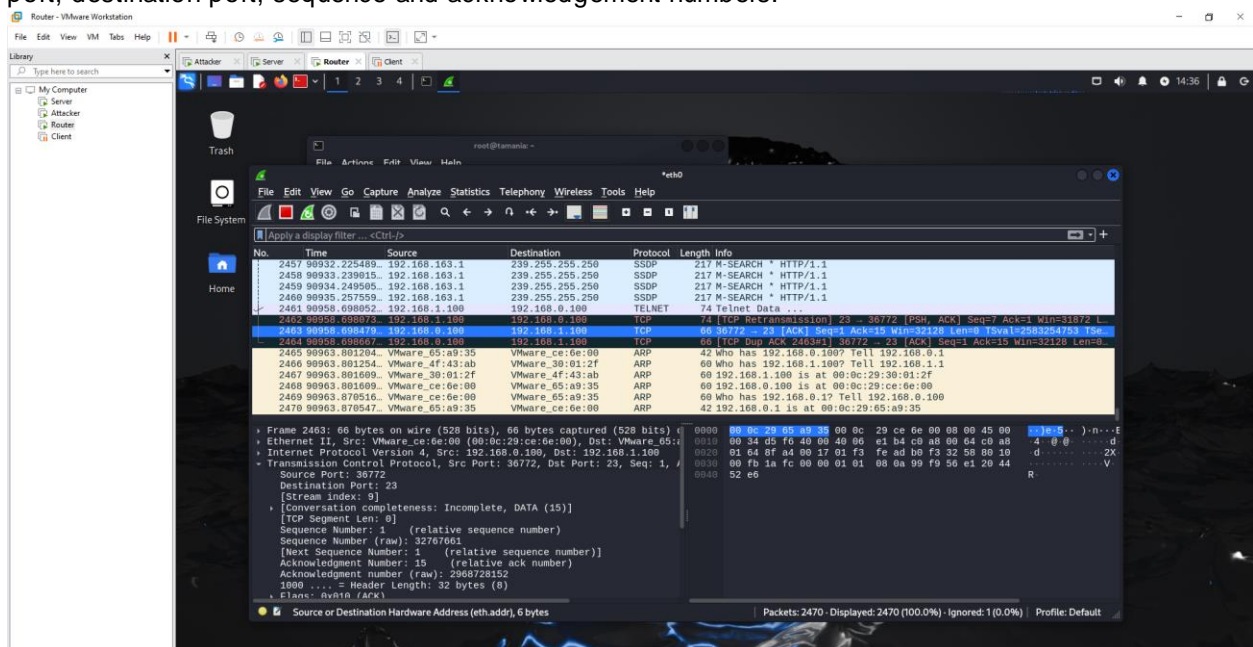 port, destination port, sequence and acknowledgement numbers.
Router - VMware Workstation
File Edit View VM Tabs Help
Library
Type here to search
My Computer
Server
Attacker
Router
Client
Attacker Server Router Client
1 2 3 4
14:36
Trash
File System
Home
root@tamania: ~
File Actions Edit View Help
*eth0
File Edit View Go Capture Analyze Statistics Telephony Wireless Tools Help
Apply a display filter ... <Ctrl-/>
No. Time Source Destination Protocol Length Info
2457 90932.225489… 192.168.163.1 239.255.255.250 SSDP 217 M-SEARCH * HTTP/1.1
2458 90933.239015… 192.168.163.1 239.255.255.250 SSDP 217 M-SEARCH * HTTP/1.1
2459 90934.249505… 192.168.163.1 239.255.255.250 SSDP 217 M-SEARCH * HTTP/1.1
2460 90935.257559… 192.168.163.1 239.255.255.250 SSDP 217 M-SEARCH * HTTP/1.1
2461 90958.698052… 192.168.1.100 192.168.0.100 TELNET 74 Telnet Data ...
2462 90958.698073… 192.168.1.100 192.168.0.100 TCP 74 [TCP Retransmission] 23 → 36772 [PSH, ACK] Seq=7 Ack=1 Win=31872 L…
2463 90958.698479… 192.168.0.100 192.168.1.100 TCP 66 36772 → 23 [ACK] Seq=1 Ack=15 Win=32128 Len=0 TSval=2583254753 TSe…
2464 90958.698667… 192.168.0.100 192.168.1.100 TCP 66 [TCP Dup ACK 2463#1] 36772 → 23 [ACK] Seq=1 Ack=15 Win=32128 Len=0…
2465 90963.801204… VMware_65:a9:35 VMware_ce:6e:00 ARP 42 Who has 192.168.0.100? Tell 192.168.0.1
2466 90963.801254… VMware_4f:43:ab VMware_30:01:2f ARP 60 Who has 192.168.1.100? Tell 192.168.1.1
2467 90963.801609… VMware_30:01:2f VMware_4f:43:ab ARP 60 192.168.1.100 is at 00:0c:29:30:01:2f
2468 90963.801609… VMware_ce:6e:00 VMware_65:a9:35 ARP 60 192.168.0.100 is at 00:0c:29:ce:6e:00
2469 90963.870516… VMware_ce:6e:00 VMware_65:a9:35 ARP 60 Who has 192.168.0.1? Tell 192.168.0.100
2470 90963.870547… VMware_65:a9:35 VMware_ce:6e:00 ARP 42 192.168.0.1 is at 00:0c:29:65:a9:35
Frame 2463: 66 bytes on wire (528 bits), 66 bytes captured (528 bits)
Ethernet II, Src: VMware_ce:6e:00 (00:0c:29:ce:6e:00), Dst: VMware_65:a
Internet Protocol Version 4, Src: 192.168.0.100, Dst: 192.168.1.100
Transmission Control Protocol, Src Port: 36772, Dst Port: 23, Seq: 1, A
Source Port: 36772
Destination Port: 23
[Stream index: 9]
[Conversation completeness: Incomplete, DATA (15)]
[TCP Segment Len: 0]
Sequence Number: 1 (relative sequence number)
Sequence Number (raw): 32767661
[Next Sequence Number: 1 (relative sequence number)]
Acknowledgment Number: 15 (relative ack number)
Acknowledgment number (raw): 2968728152
1000 .... = Header Length: 32 bytes (8)
Flags: 0x010 (ACK)
0000 00 0c 29 65 a9 35 00 0c 29 ce 6e 00 08 00 45 00 ··)e·5·· )·n···E·
0010 00 34 d5 f6 40 00 40 06 e1 b4 c0 a8 00 64 c0 a8 ·4··@·@· ·····d··
0020 01 64 8f a4 00 17 01 f3 fe ad b0 f3 32 58 80 10 ·d······ ····2X··
0030 00 fb 1a fc 00 00 01 01 08 0a 99 f9 56 e1 20 44 ········ ····V· D
0040 52 e6 R·
Source or Destination Hardware Address (eth.addr), 6 bytes
Packets: 2470 · Displayed: 2470 (100.0%) · Ignored: 1 (0.0%)
Profile: Default